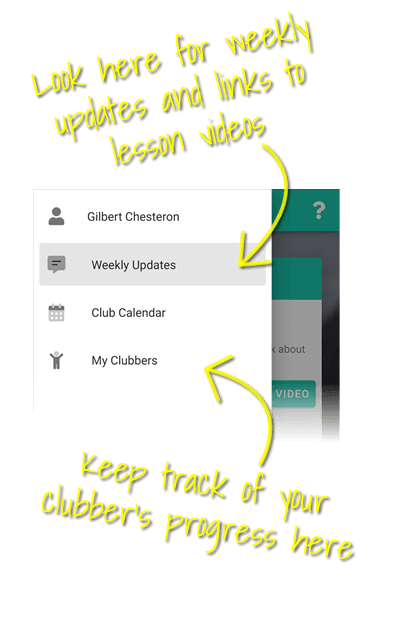 Look here for weekly
updates and links to
lesson videos
?
Gilbert Chesteron
Weekly Updates
Club Calendar
k about
My Clubbers
VIDEO
Keep track of your
clubber's progress here